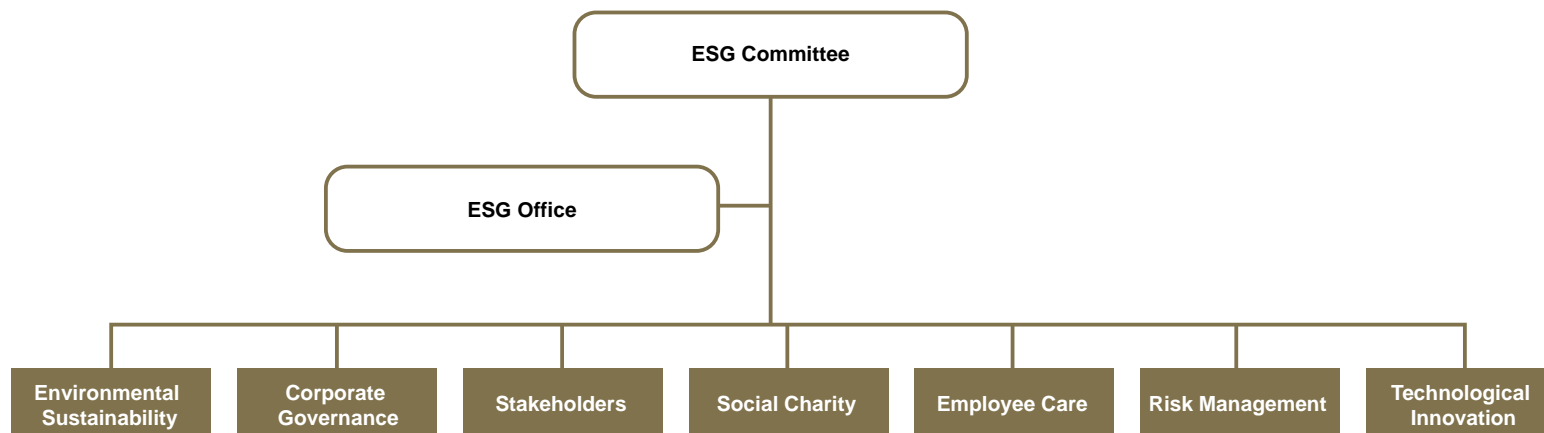 ESG Committee
ESG Office
Environmental
Sustainability
Corporate
Governance
Stakeholders
Social Charity
Employee Care
Risk Management
Technological
Innovation